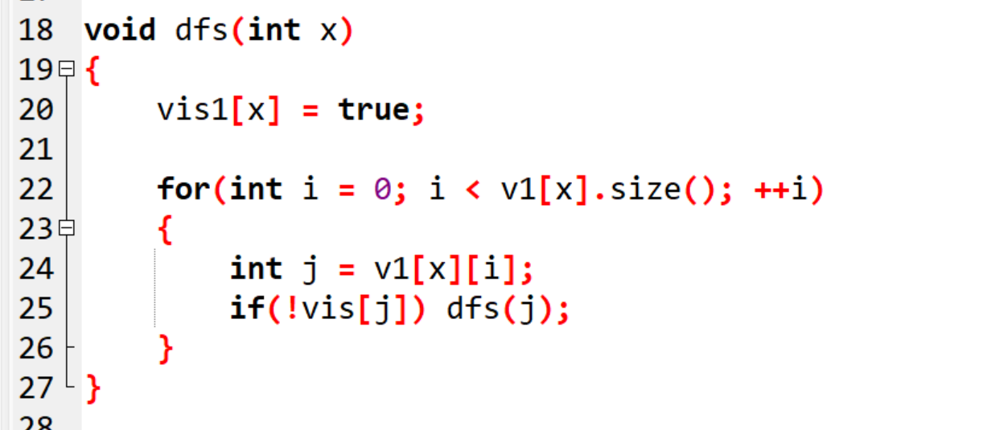 18 void dfs(int x)
19 {
20 vis1[x] = true;
21
22 for(int i = 0; i < v1[x].size(); ++i)
23 {
24 int j = v1[x][i];
25 if(!vis[j]) dfs(j);
26 }
27 }
28